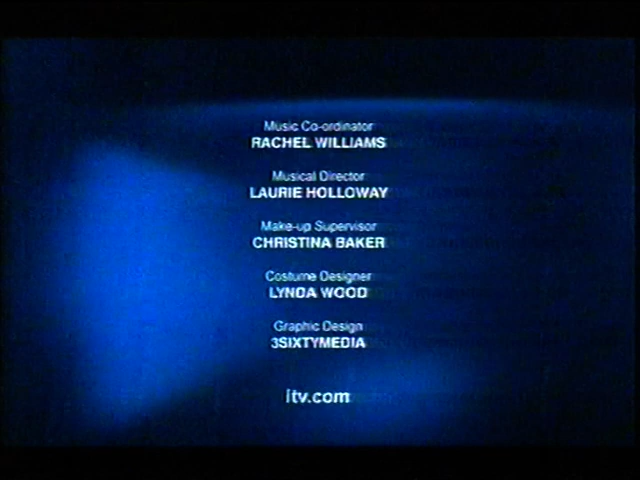 Music Co-ordinator
RACHEL WILLIAMS
Musical Director
LAURIE HOLLOWAY
Make-up Supervisor
CHRISTINA BAKER
Costume Designer
LYNDA WOOD
Graphic Design
3SIXTYMEDIA
itv.com